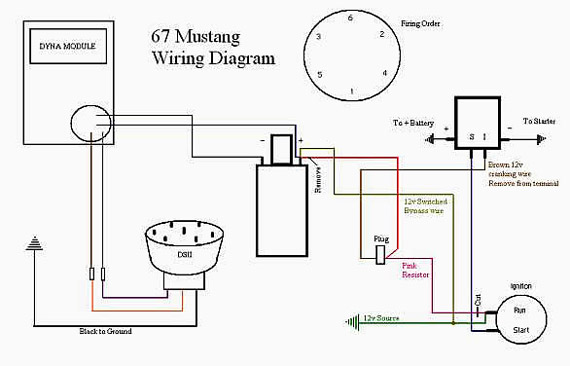 DYNA MODULE
67 Mustang
Wiring Diagram
6
3
2
5
4
1
Firing Order
To + Battery
To Starter
+
S I
-
- +
Remove
Brown 12v
cranking wire
Remove from terminal
12v Switched
Bypass wire
Plug
Pink
Resistor
DSII
Ignition
Cut
Run
Start
12v Source
Black to Ground